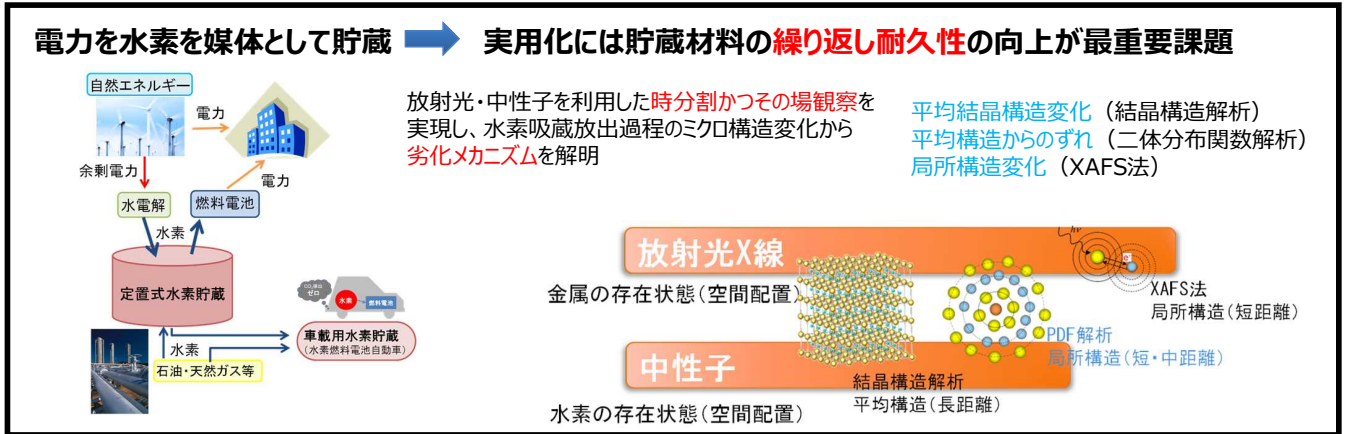 電力を水素を媒体として貯蔵
実用化には貯蔵材料の繰り返し耐久性の向上が最重要課題
自然エネルギー
電力
余剰電力
電力
水電解
燃料電池
水素
定置式水素貯蔵
CO₂排出
ゼロ
水素
燃料電池
車載用水素貯蔵
(水素燃料電池自動車)
水素
石油・天然ガス等
放射光・中性子を利用した時分割かつその場観察を
実現し、水素吸蔵放出過程のミクロ構造変化から
劣化メカニズムを解明
平均結晶構造変化（結晶構造解析）
平均構造からのずれ（二体分布関数解析）
局所構造変化（XAFS法）
放射光X線
金属の存在状態(空間配置)
hν
e⁻
XAFS法
局所構造(短距離)
PDF解析
局所構造(短・中距離)
中性子
結晶構造解析
平均構造(長距離)
水素の存在状態(空間配置)